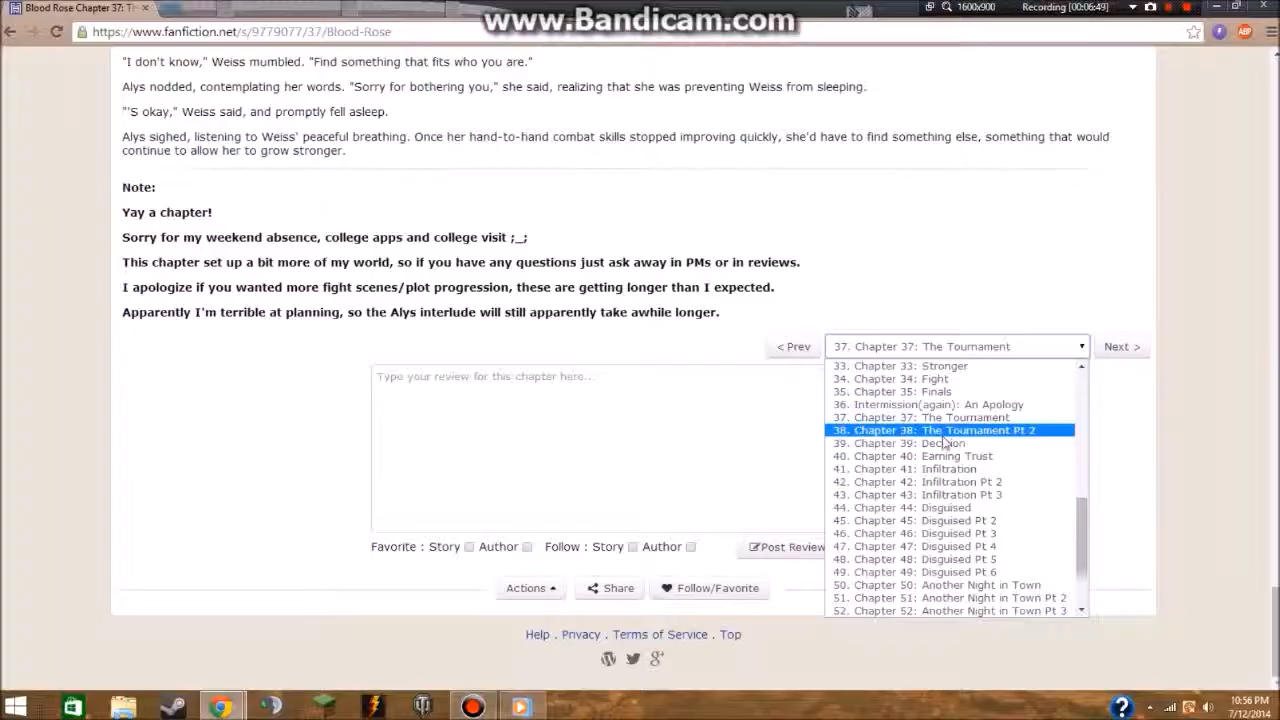 Blood Rose Chapter 37: T
www.Bandicam.com
1600x900
Recording [00:06:49]
https://www.fanfiction.net/s/9779077/37/Blood-Rose
ABP
"I don't know," Weiss mumbled. "Find something that fits who you are."
Alys nodded, contemplating her words. "Sorry for bothering you," she said, realizing that she was preventing Weiss from sleeping.
"'S okay," Weiss said, and promptly fell asleep.
Alys sighed, listening to Weiss' peaceful breathing. Once her hand-to-hand combat skills stopped improving quickly, she'd have to find something else, something that would
continue to allow her to grow stronger.
Note:
Yay a chapter!
Sorry for my weekend absence, college apps and college visit ;_;
This chapter set up a bit more of my world, so if you have any questions just ask away in PMs or in reviews.
I apologize if you wanted more fight scenes/plot progression, these are getting longer than I expected.
Apparently I'm terrible at planning, so the Alys interlude will still apparently take awhile longer.
< Prev
37. Chapter 37: The Tournament
Next >
Type your review for this chapter here...
33. Chapter 33: Stronger
34. Chapter 34: Fight
35. Chapter 35: Finals
36. Intermission(again): An Apology
37. Chapter 37: The Tournament
38. Chapter 38: The Tournament Pt 2
39. Chapter 39: Decision
40. Chapter 40: Earning Trust
41. Chapter 41: Infiltration
42. Chapter 42: Infiltration Pt 2
43. Chapter 43: Infiltration Pt 3
44. Chapter 44: Disguised
45. Chapter 45: Disguised Pt 2
46. Chapter 46: Disguised Pt 3
47. Chapter 47: Disguised Pt 4
48. Chapter 48: Disguised Pt 5
49. Chapter 49: Disguised Pt 6
50. Chapter 50: Another Night in Town
51. Chapter 51: Another Night in Town Pt 2
52. Chapter 52: Another Night in Town Pt 3
Favorite : Story Author Follow : Story Author
Post Review
Actions
Share
Follow/Favorite
Help . Privacy . Terms of Service . Top
10:56 PM
7/12/2014